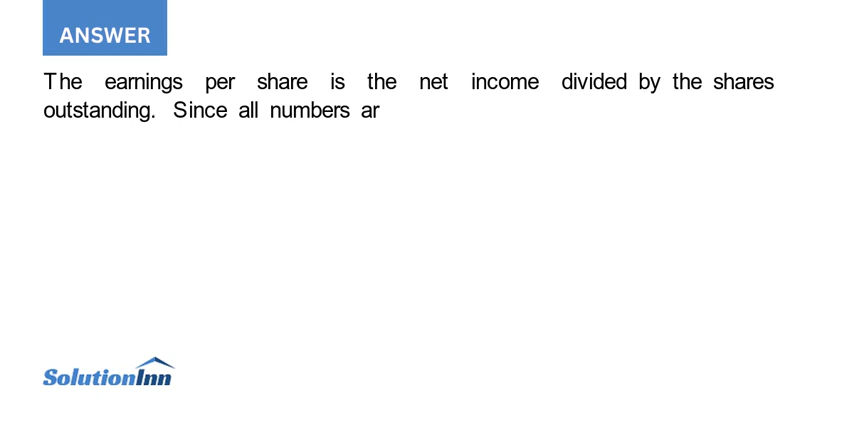 ANSWER
The earnings per share is the net income divided by the shares
outstanding. Since all numbers ar
SolutionInn